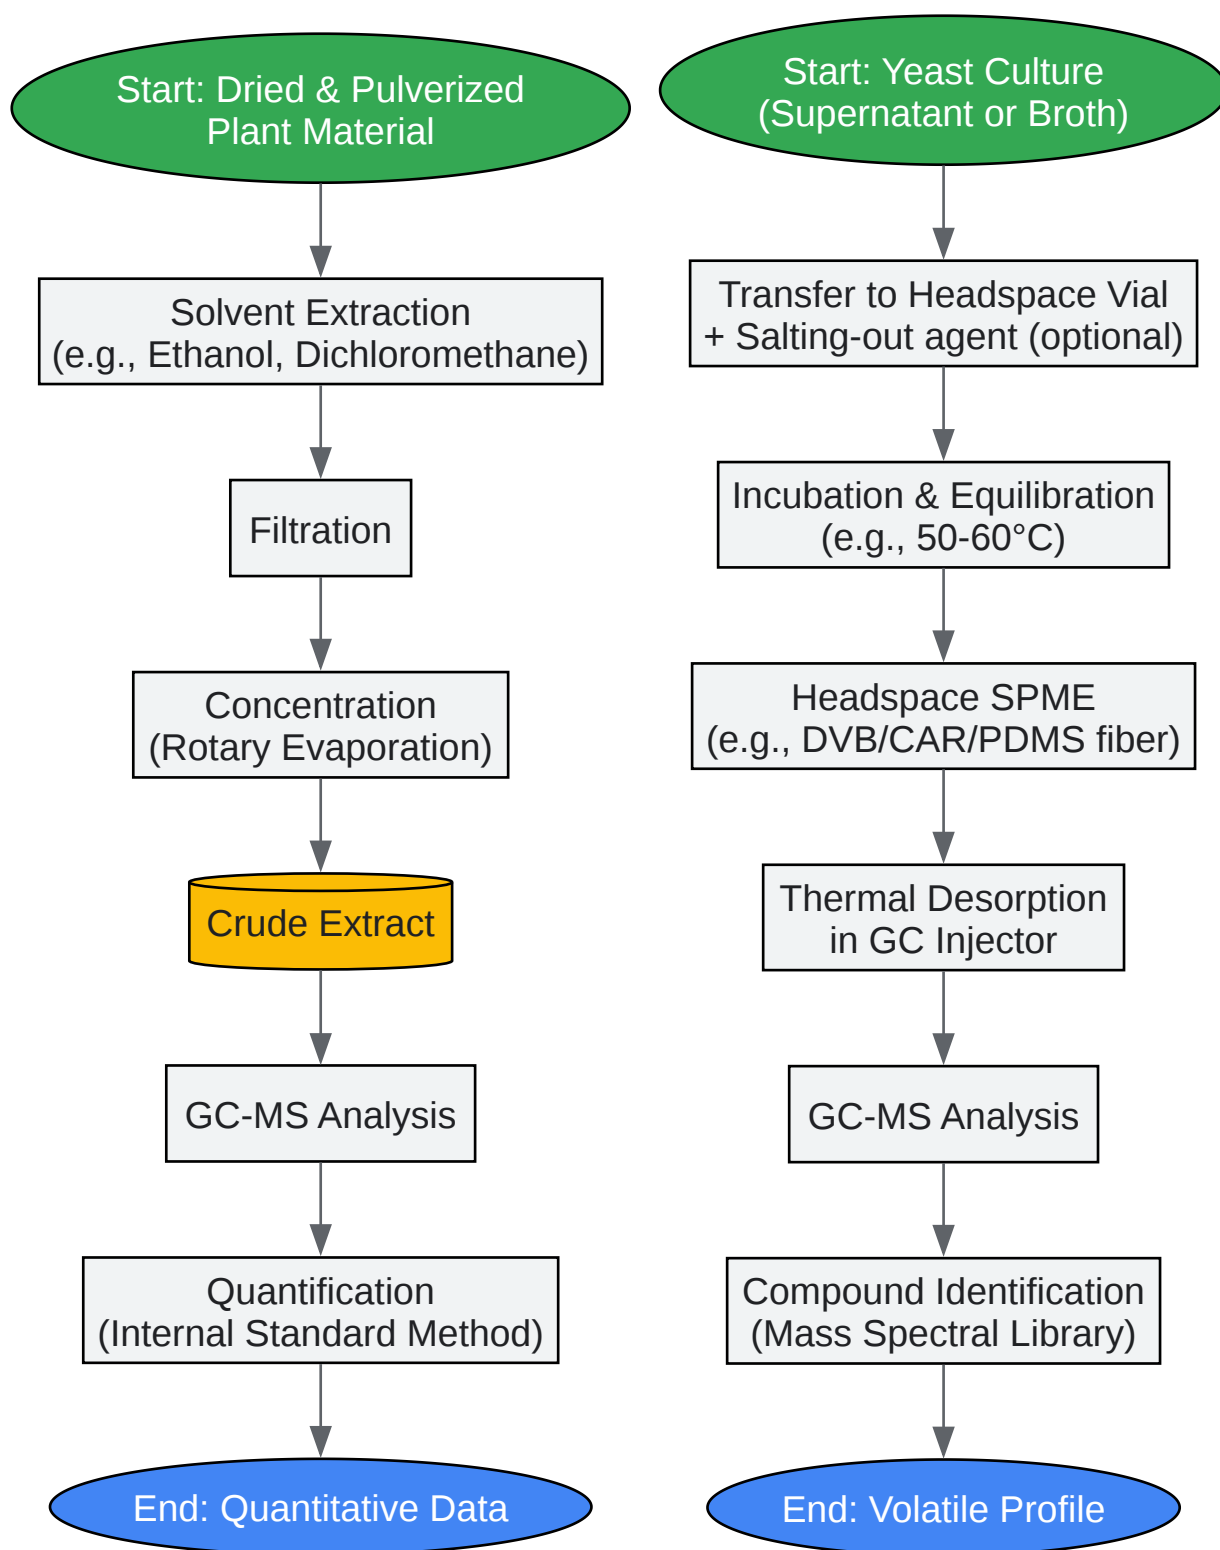 Start: Dried & Pulverized
Plant Material
Solvent Extraction
(e.g., Ethanol, Dichloromethane)
Filtration
Concentration
(Rotary Evaporation)
Crude Extract
GC-MS Analysis
Quantification
(Internal Standard Method)
End: Quantitative Data
Start: Yeast Culture
(Supernatant or Broth)
Transfer to Headspace Vial
+ Salting-out agent (optional)
Incubation & Equilibration
(e.g., 50-60°C)
Headspace SPME
(e.g., DVB/CAR/PDMS fiber)
Thermal Desorption
in GC Injector
GC-MS Analysis
Compound Identification
(Mass Spectral Library)
End: Volatile Profile